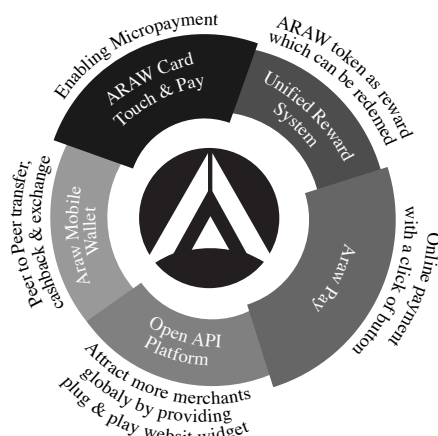 Enabling Micropayment
ARAW Card
Touch & Pay
ARAW token as reward
which can be redemed
Unified Reward
System
Online payment
with a click of button
Araw Pay
Attract more merchants
globaly by providing
plug & play websit widget
Open API
Platform
Peer to Peer transfer,
cashback & exchange
Araw Mobile
Wallet